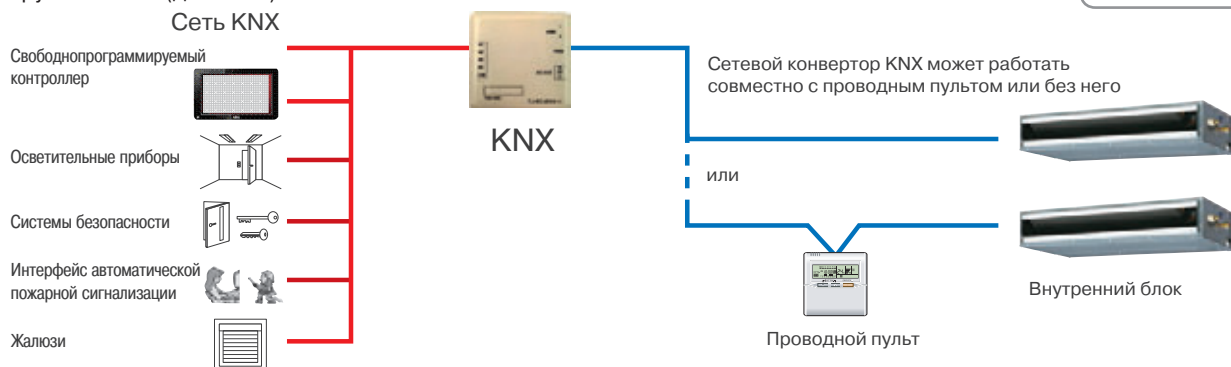 Сеть KNX
Свободнопрограммируемый
контроллер
Осветительные приборы
Системы безопасности
Интерфейс автоматической
пожарной сигнализации
Жалюзи
KNX
Сетевой конвертор KNX может работать
совместно с проводным пультом или без него
или
Проводной пульт
Внутренний блок